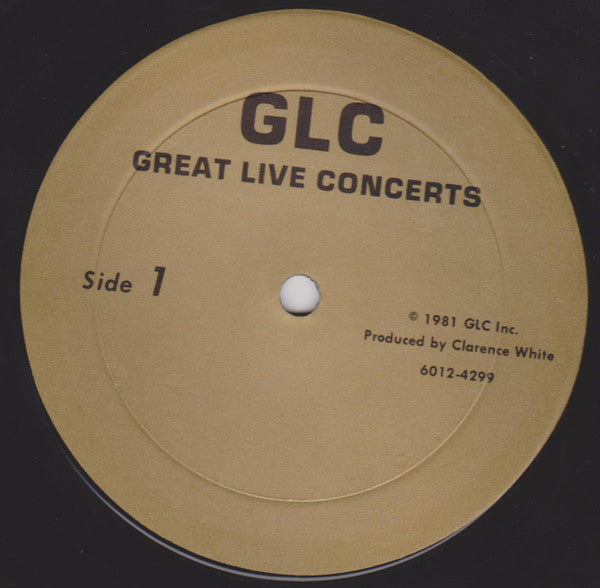 GLC
GREAT LIVE CONCERTS
Side 1
© 1981 GLC Inc.
Produced by Clarence White
6012-4299